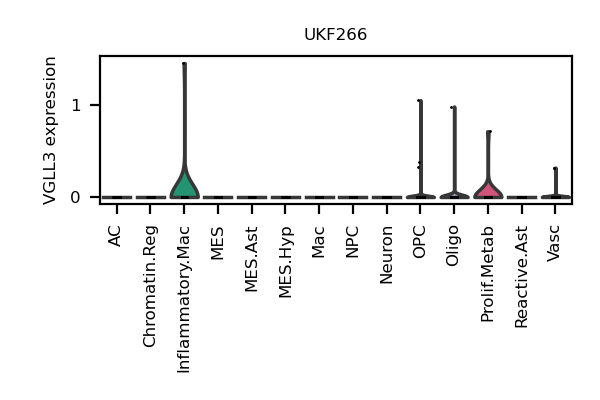 UKF266
VGLL3 expression
1
0
AC
Chromatin.Reg
Inflammatory.Mac
MES
MES.Ast
MES.Hyp
Mac
NPC
Neuron
OPC
Oligo
Prolif.Metab
Reactive.Ast
Vasc